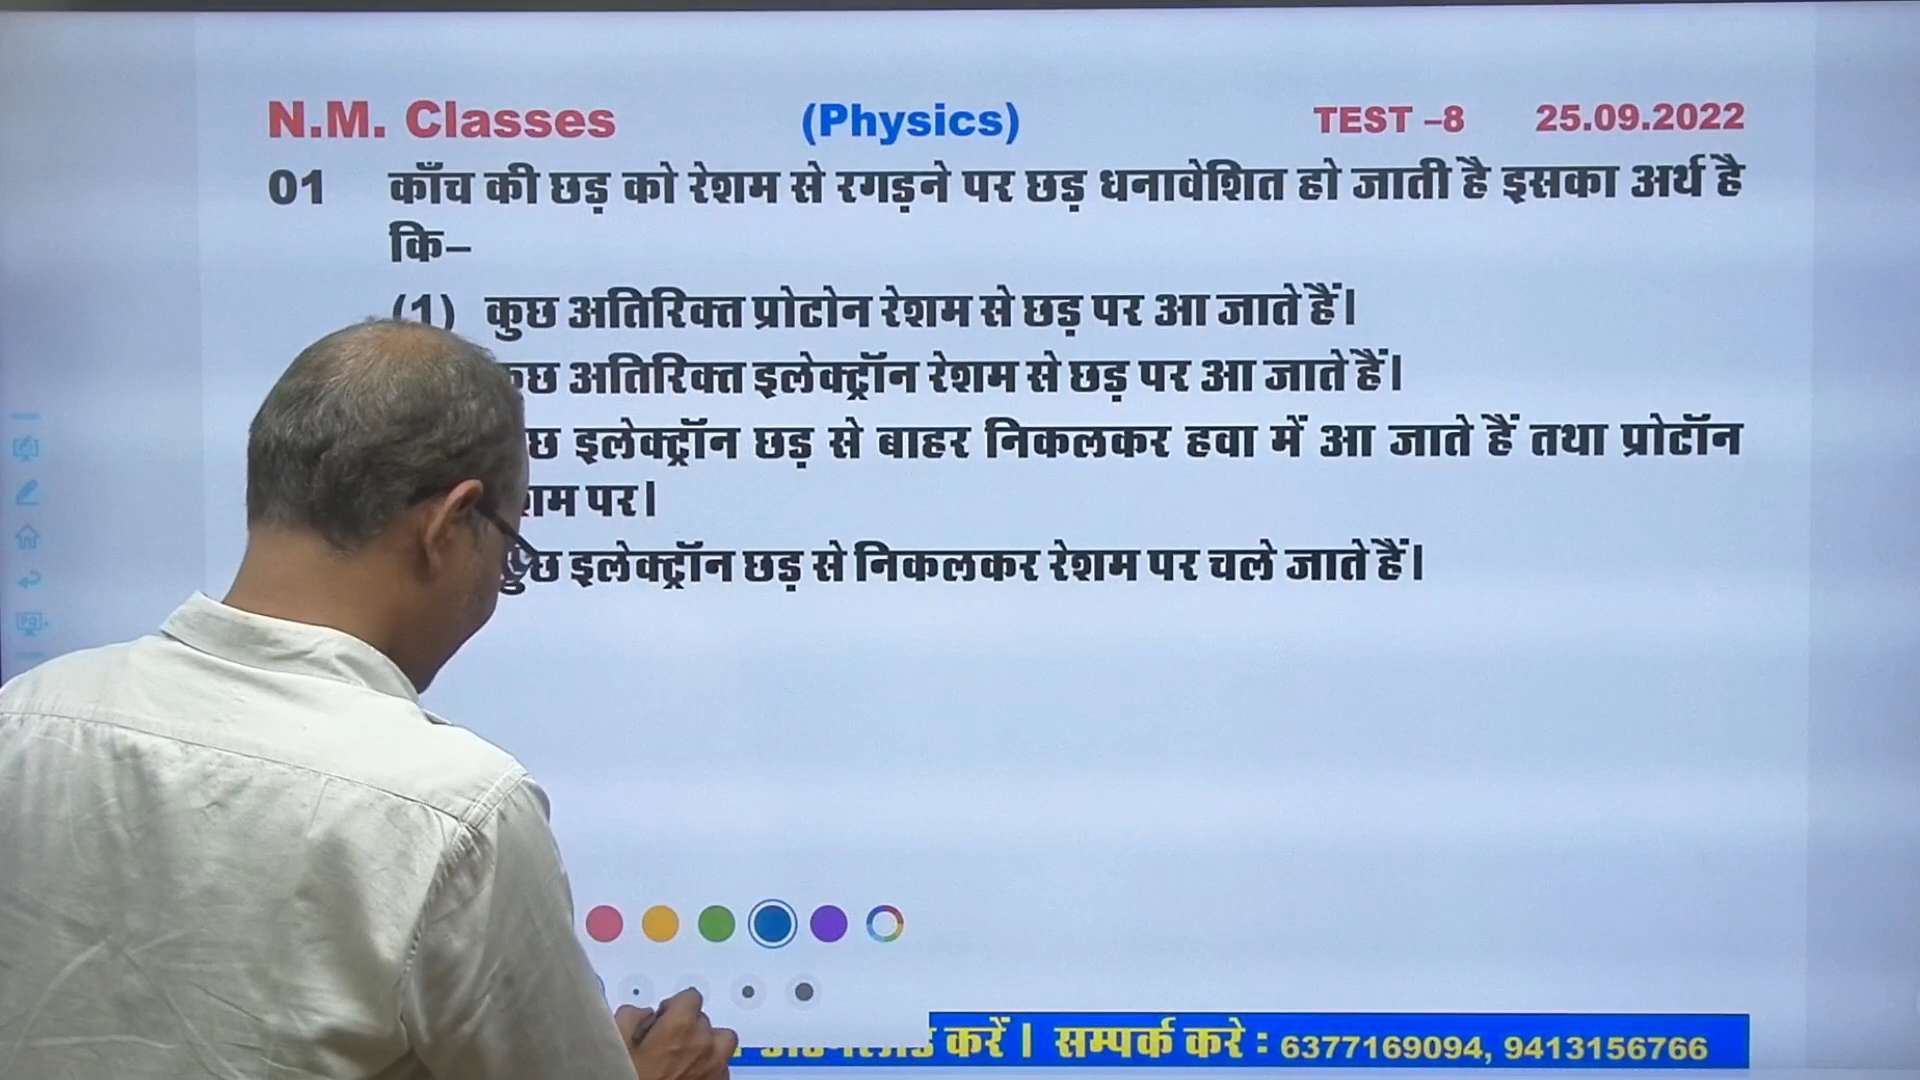 N.M. Classes (Physics) TEST –8 25.09.2022
01 काँच की छड़ को रेशम से रगड़ने पर छड़ धनावेशित हो जाती है इसका अर्थ है
कि–
(1) कुछ अतिरिक्त प्रोटोन रेशम से छड़ पर आ जाते हैं।
अतिरिक्त इलेक्ट्रॉन रेशम से छड़ पर आ जाते हैं।
इलेक्ट्रॉन छड़ से बाहर निकलकर हवा में आ जाते हैं तथा प्रोटॉन
पर।
कुछ इलेक्ट्रॉन छड़ से निकलकर रेशम पर चले जाते हैं।
करें। सम्पर्क करे : 6377169094, 9413156766